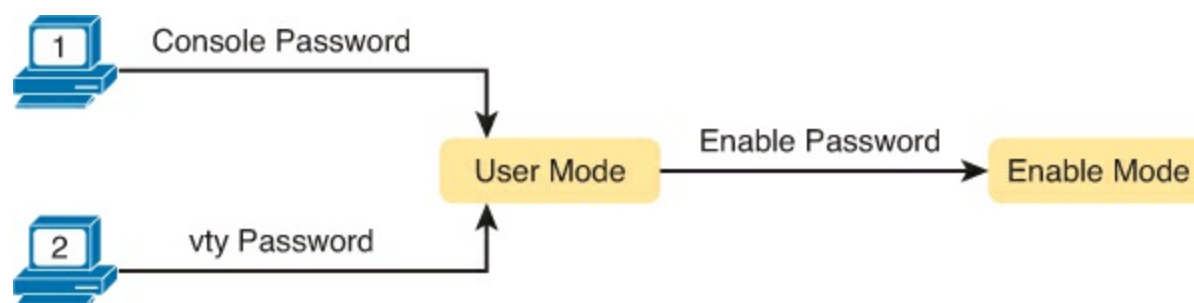 1
Console Password
User Mode
Enable Password
Enable Mode
2
vty Password